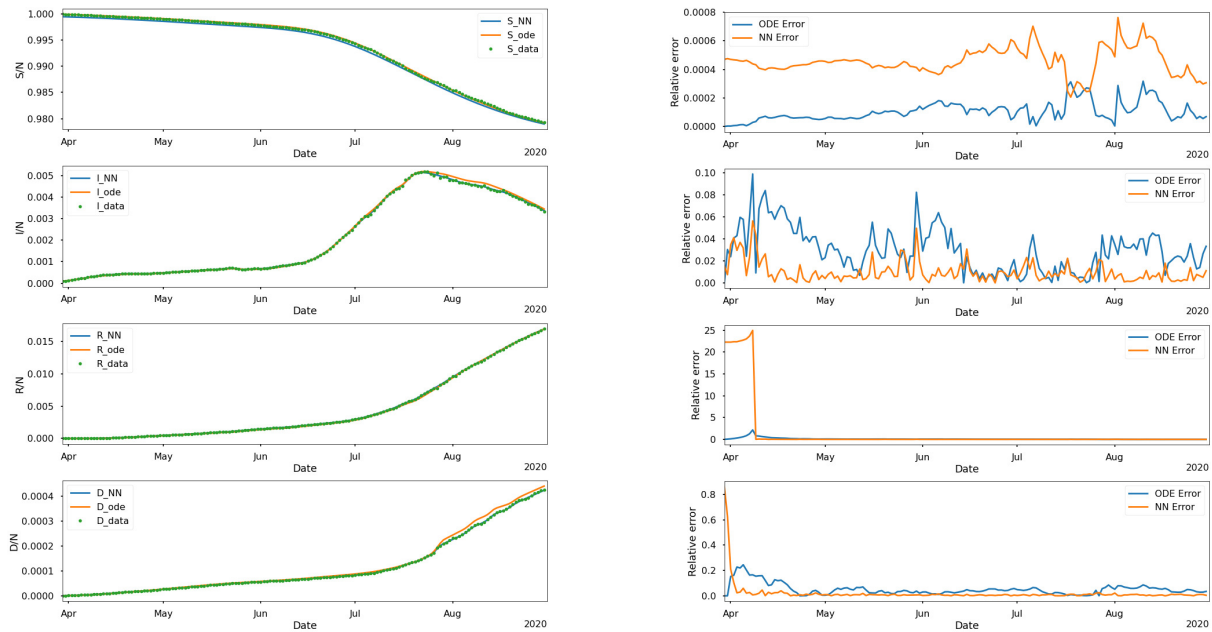 1.000
0.995
0.990
0.985
0.980
S/N
S_NN
S_ode
S_data
Apr May Jun Jul Aug
Date
2020
0.0008
0.0006
0.0004
0.0002
0.0000
Relative error
ODE Error
NN Error
Apr May Jun Jul Aug
Date
2020
0.005
0.004
0.003
0.002
0.001
0.000
I/N
I_NN
I_ode
I_data
Apr May Jun Jul Aug
Date
2020
0.10
0.08
0.06
0.04
0.02
0.00
Relative error
ODE Error
NN Error
Apr May Jun Jul Aug
Date
2020
0.015
0.010
0.005
0.000
R/N
R_NN
R_ode
R_data
Apr May Jun Jul Aug
Date
2020
25
20
15
10
5
0
Relative error
ODE Error
NN Error
Apr May Jun Jul Aug
Date
2020
0.0004
0.0003
0.0002
0.0001
0.0000
D/N
D_NN
D_ode
D_data
Apr May Jun Jul Aug
Date
2020
0.8
0.6
0.4
0.2
0.0
Relative error
ODE Error
NN Error
Apr May Jun Jul Aug
Date
2020